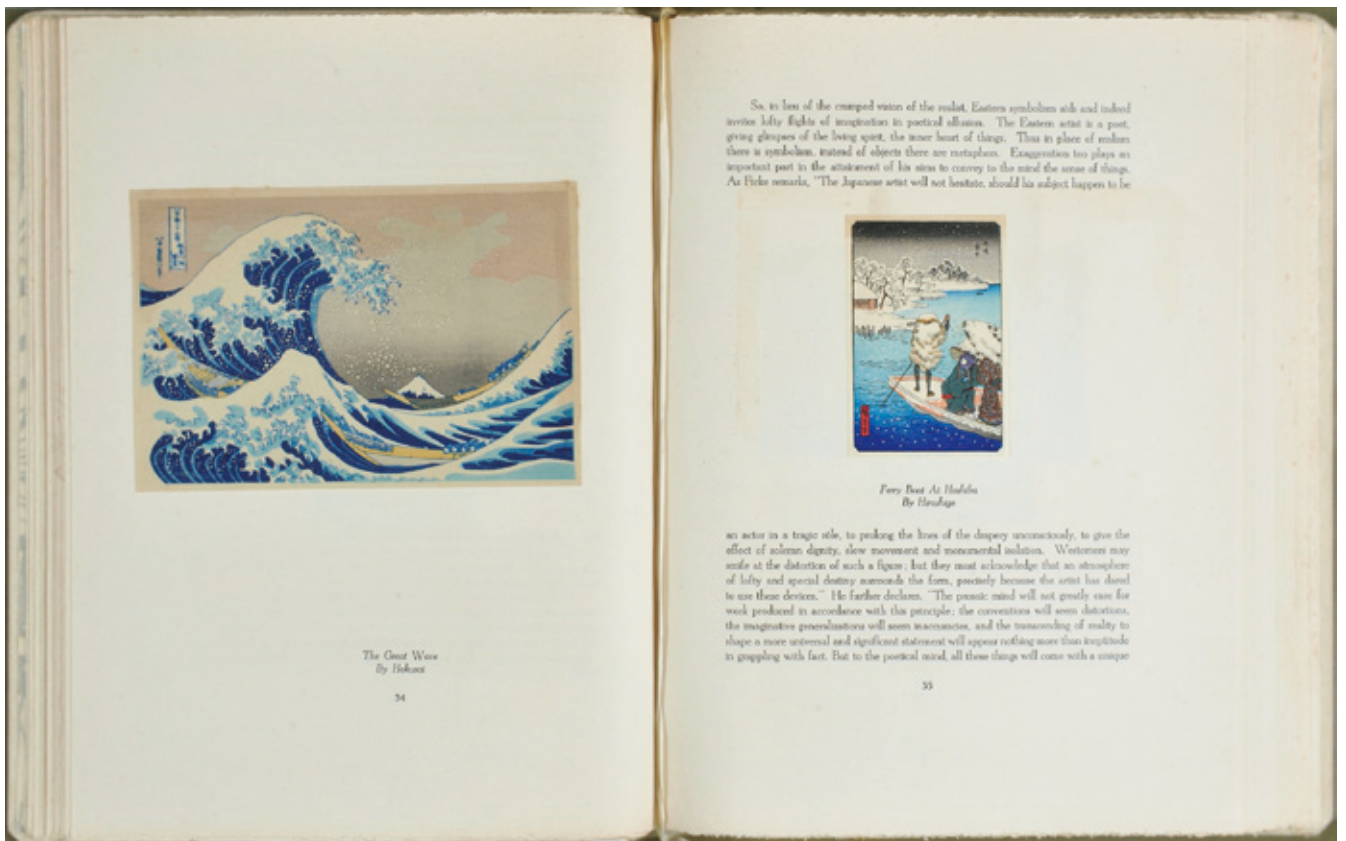 The Great Wave
By Hokusai
34
So, in lieu of the cramped vision of the realist, Eastern symbolism aids and indeed
invites lofty flights of imagination in poetical allusion. The Eastern artist is a poet,
giving glimpses of the living spirit, the inner heart of things. Thus in place of realism
there is symbolism, instead of objects there are metaphors. Exaggeration too plays an
important part in the attainment of his aims to convey to the mind the sense of things.
As Ficke remarks, "The Japanese artist will not hesitate, should his subject happen to be
Ferry Boat At Hashiba
By Hiroshige
an actor in a tragic rôle, to prolong the lines of the drapery unconsciously, to give the
effect of solemn dignity, slow movement and monumental isolation. Westerners may
smile at the distortion of such a figure; but they must acknowledge that an atmosphere
of lofty and special destiny surrounds the form, precisely because the artist has dared
to use these devices." He further declares, "The prosaic mind will not greatly care for
work produced in accordance with this principle; the conventions will seem distortions,
the imaginative generalizations will seem inaccuracies, and the transcending of reality to
shape a more universal and significant statement will appear nothing more than ineptitude
in grappling with fact. But to the poetical mind, all these things will come with a unique